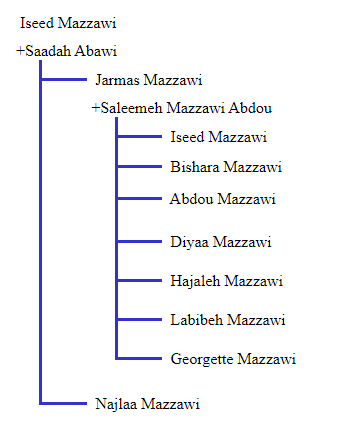 Iseed Mazzawi
+Saadah Abawi
Jarmas Mazzawi
+Saleemeh Mazzawi Abdou
Iseed Mazzawi
Bishara Mazzawi
Abdou Mazzawi
Diyaa Mazzawi
Hajaleh Mazzawi
Labibeh Mazzawi
Georgette Mazzawi
Najlaa Mazzawi